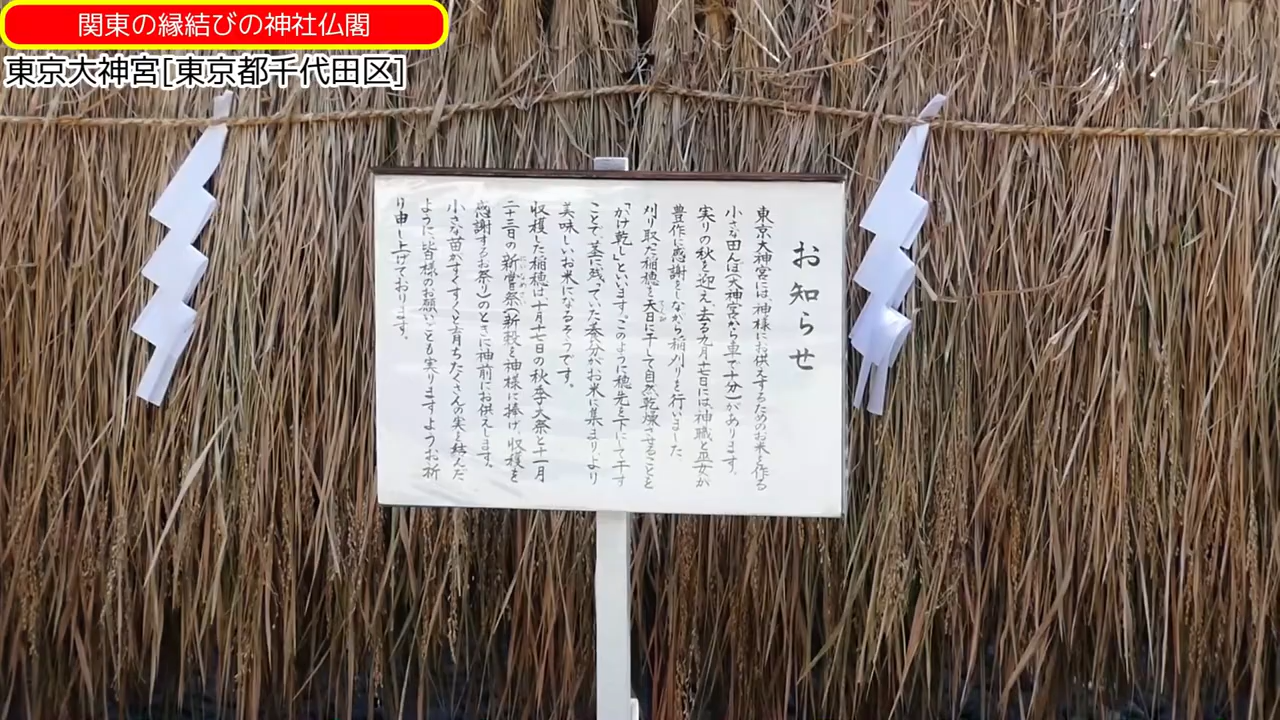 関東の縁結びの神社仏閣
東京大神宮[東京都千代田区]
お知らせ
東京大神宮には、神様にお供えするためのお米を作る
小さな田んぼ(大神宮から車で十分)があります。
実りの秋を迎え、去る九月十七日には、神職と巫女が
豊作に感謝をしながら稲刈りを行いました。
刈り取った稲穂を天日に干して自然乾燥させることを
「かけ乾し」といいます。このように穂先を下にして干す
ことで、茎に残っていた養分がお米に集まり、より
美味しいお米になるそうです。
収穫した稲穂は、十月十七日の秋季大祭と十一月
二十三日の新嘗祭(新穀を神様に捧げ、収穫を
感謝するお祭り)のときに神前にお供えします。
小さな苗がすくすくと育ちたくさんの実を結んだ
ように、皆様のお願いごとも実りますようお祈
り申し上げております。